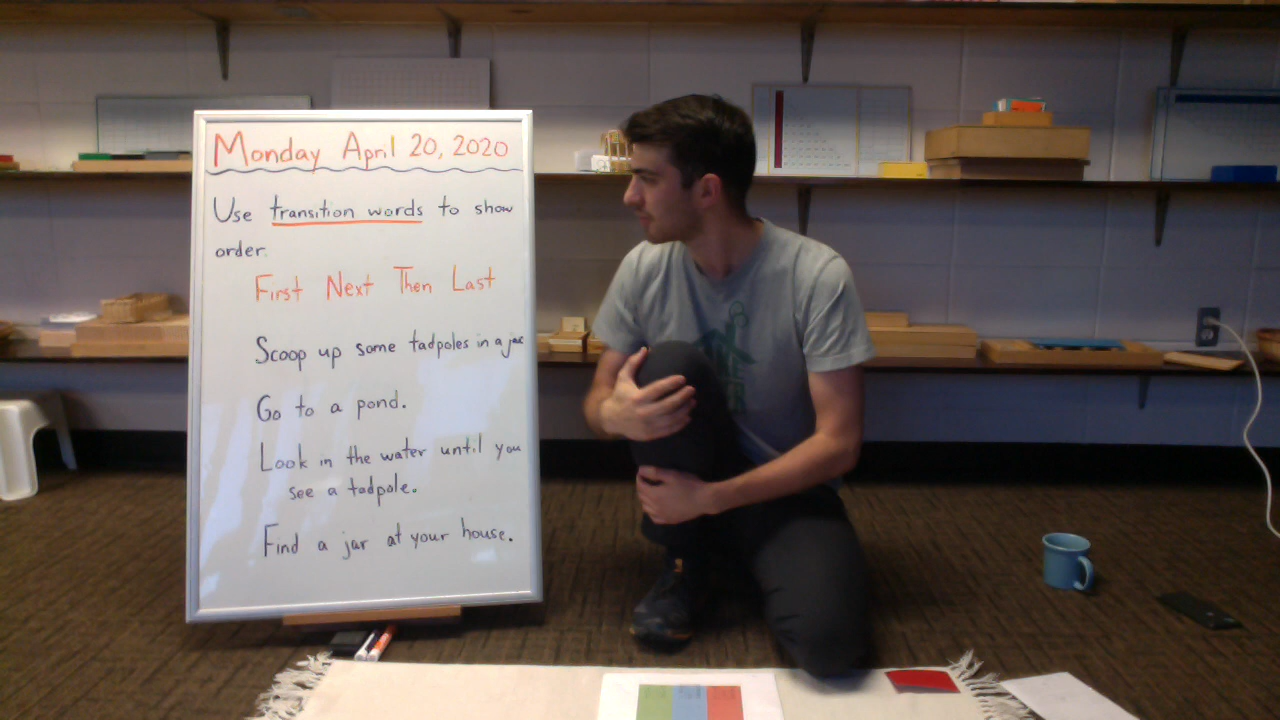 Monday April 20, 2020
Use transition words to show
order.
First Next Then Last
Scoop up some tadpoles in a jar
Go to a pond.
Look in the water until you
see a tadpole.
Find a jar at your house.